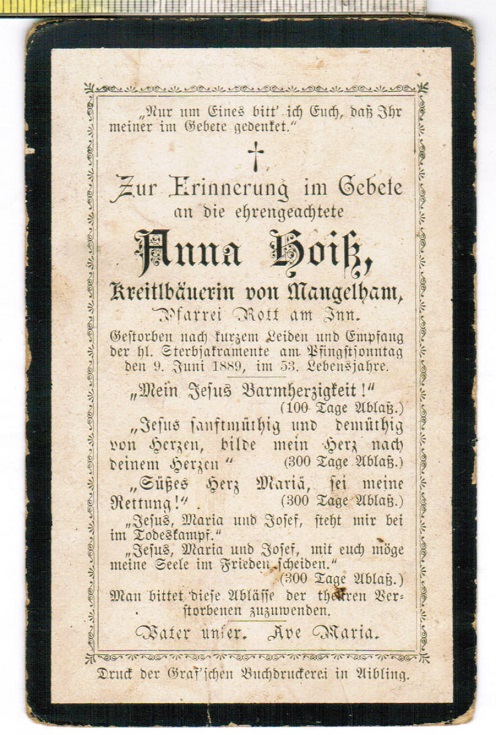 „Nur um Eines bitt' ich Euch, daß Ihr
meiner im Gebete gedenket.“
Zur Erinnerung im Gebete
an die ehrengeachtete
Anna Hoiß,
Kreitlbäuerin von Mangelham,
Pfarrei Rott am Inn.
Gestorben nach kurzem Leiden und Empfang
der hl. Sterbsakramente am Pfingstsonntag
den 9. Juni 1889, im 53. Lebensjahre.
„Mein Jesus Barmherzigkeit!“
(100 Tage Ablaß.)
„Jesus sanftmüthig und demüthig
von Herzen, bilde mein Herz nach
deinem Herzen“ (300 Tage Ablaß.)
„Süßes Herz Mariä, sei meine
Rettung!“ (300 Tage Ablaß.)
„Jesus, Maria und Josef, steht mir bei
im Todeskampf.“
„Jesus, Maria und Josef, mit euch möge
meine Seele im Frieden scheiden.“
(300 Tage Ablaß.)
Man bittet diese Ablässe der theuren Ver-
storbenen zuzuwenden.
Vater unser. Ave Maria.
Druck der Graf'schen Buchdruckerei in Aibling.